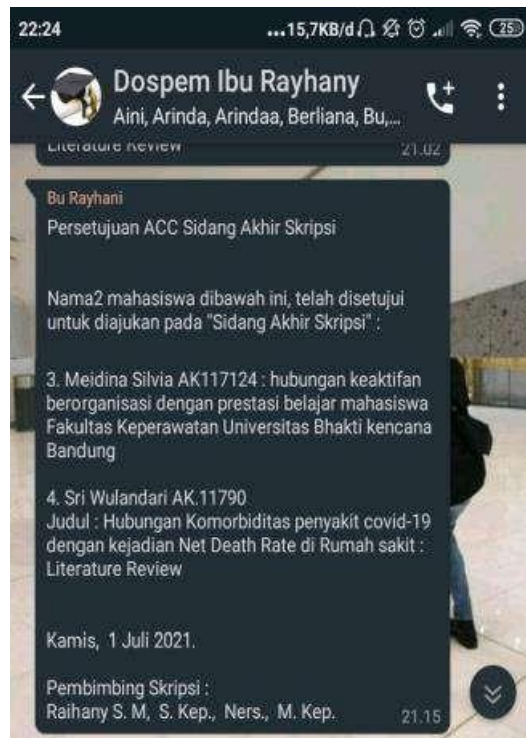 22:24
...15,7KB/d
25
Dospem Ibu Rayhany
Aini, Arinda, Arindaa, Berliana, Bu,...
Literature Review
21.02
Bu Rayhani
Persetujuan ACC Sidang Akhir Skripsi
Nama2 mahasiswa dibawah ini, telah disetujui
untuk diajukan pada "Sidang Akhir Skripsi" :
3. Meidina Silvia AK117124 : hubungan keaktifan
berorganisasi dengan prestasi belajar mahasiswa
Fakultas Keperawatan Universitas Bhakti kencana
Bandung
4. Sri Wulandari AK.11790
Judul : Hubungan Komorbiditas penyakit covid-19
dengan kejadian Net Death Rate di Rumah sakit :
Literature Review
Kamis, 1 Juli 2021.
Pembimbing Skripsi :
Raihany S. M, S. Kep., Ners., M. Kep.
21.15